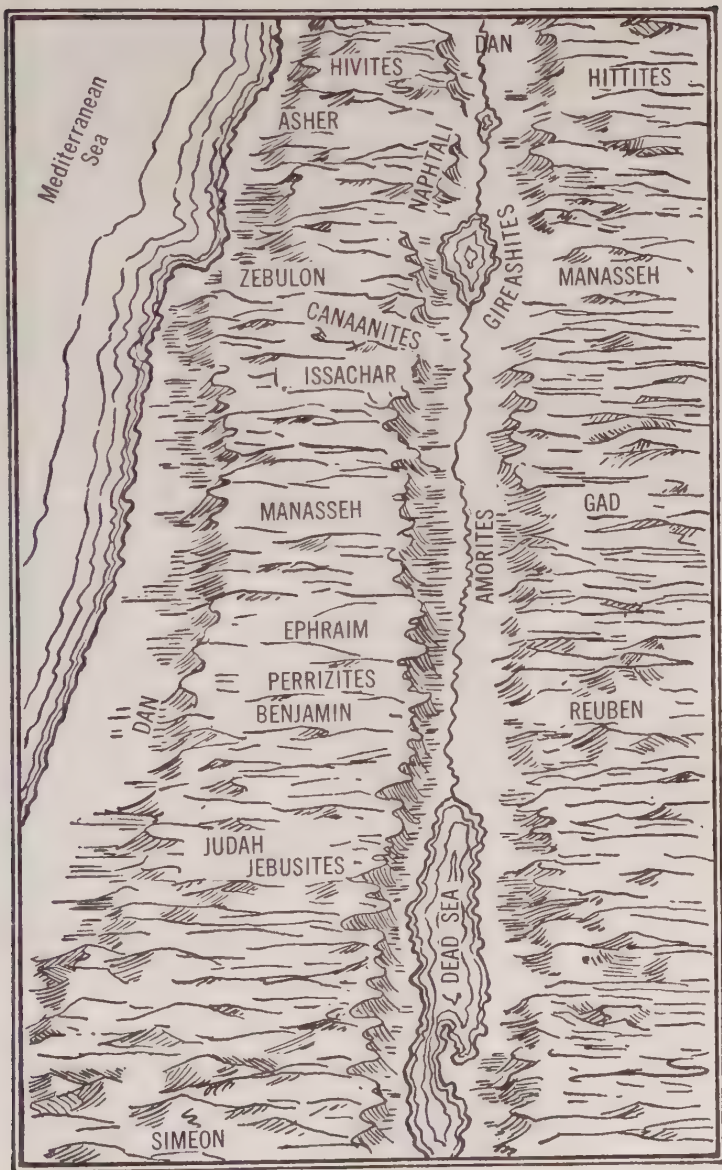 DAN
HIVITES
HITTITES
ASHER
Mediterranean
Sea
NAPHTALI
GIREASHITES
ZEBULON
MANASSEH
CANAANITES
ISSACHAR
MANASSEH
GAD
AMORITES
EPHRAIM
PERRIZITES
DAN
BENJAMIN
REUBEN
JUDAH
JEBUSITES
DEAD SEA
SIMEON